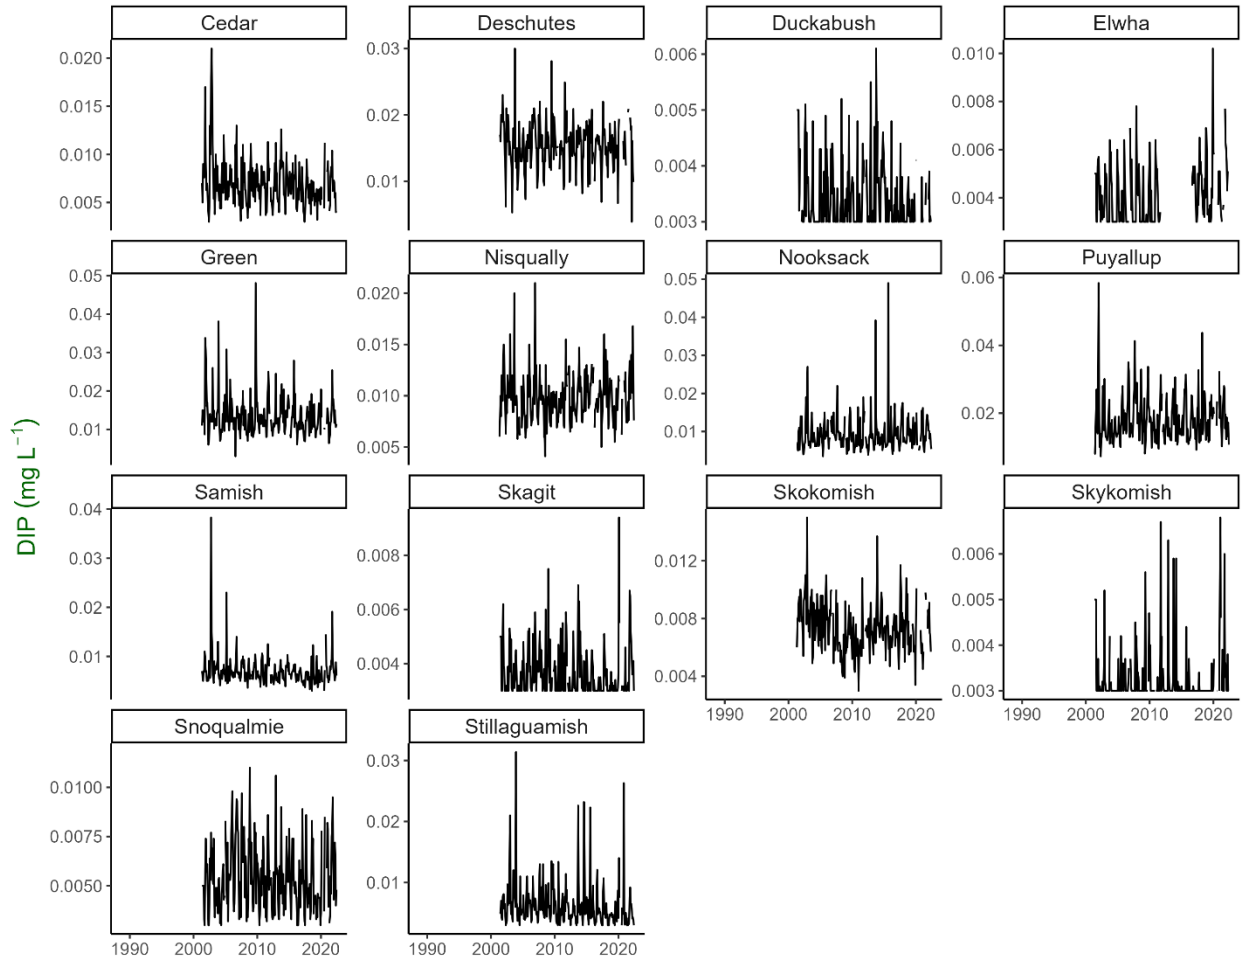 Cedar Deschutes Duckabush Elwha
0.020 0.015 0.010 0.005
0.03 0.02 0.01
0.006 0.005 0.004 0.003
0.010 0.008 0.006 0.004
Green Nisqually Nooksack Puyallup
0.05 0.04 0.03 0.02 0.01
0.020 0.015 0.010 0.005
0.05 0.04 0.03 0.02 0.01
0.06 0.04 0.02
DIP (mg L⁻¹)
Samish Skagit Skokomish Skykomish
0.04 0.03 0.02 0.01
0.008 0.006 0.004
0.012 0.008 0.004
0.006 0.005 0.004 0.003
1990 2000 2010 2020 1990 2000 2010 2020
Snoqualmie Stillaguamish
0.0100 0.0075 0.0050
0.03 0.02 0.01
1990 2000 2010 2020 1990 2000 2010 2020